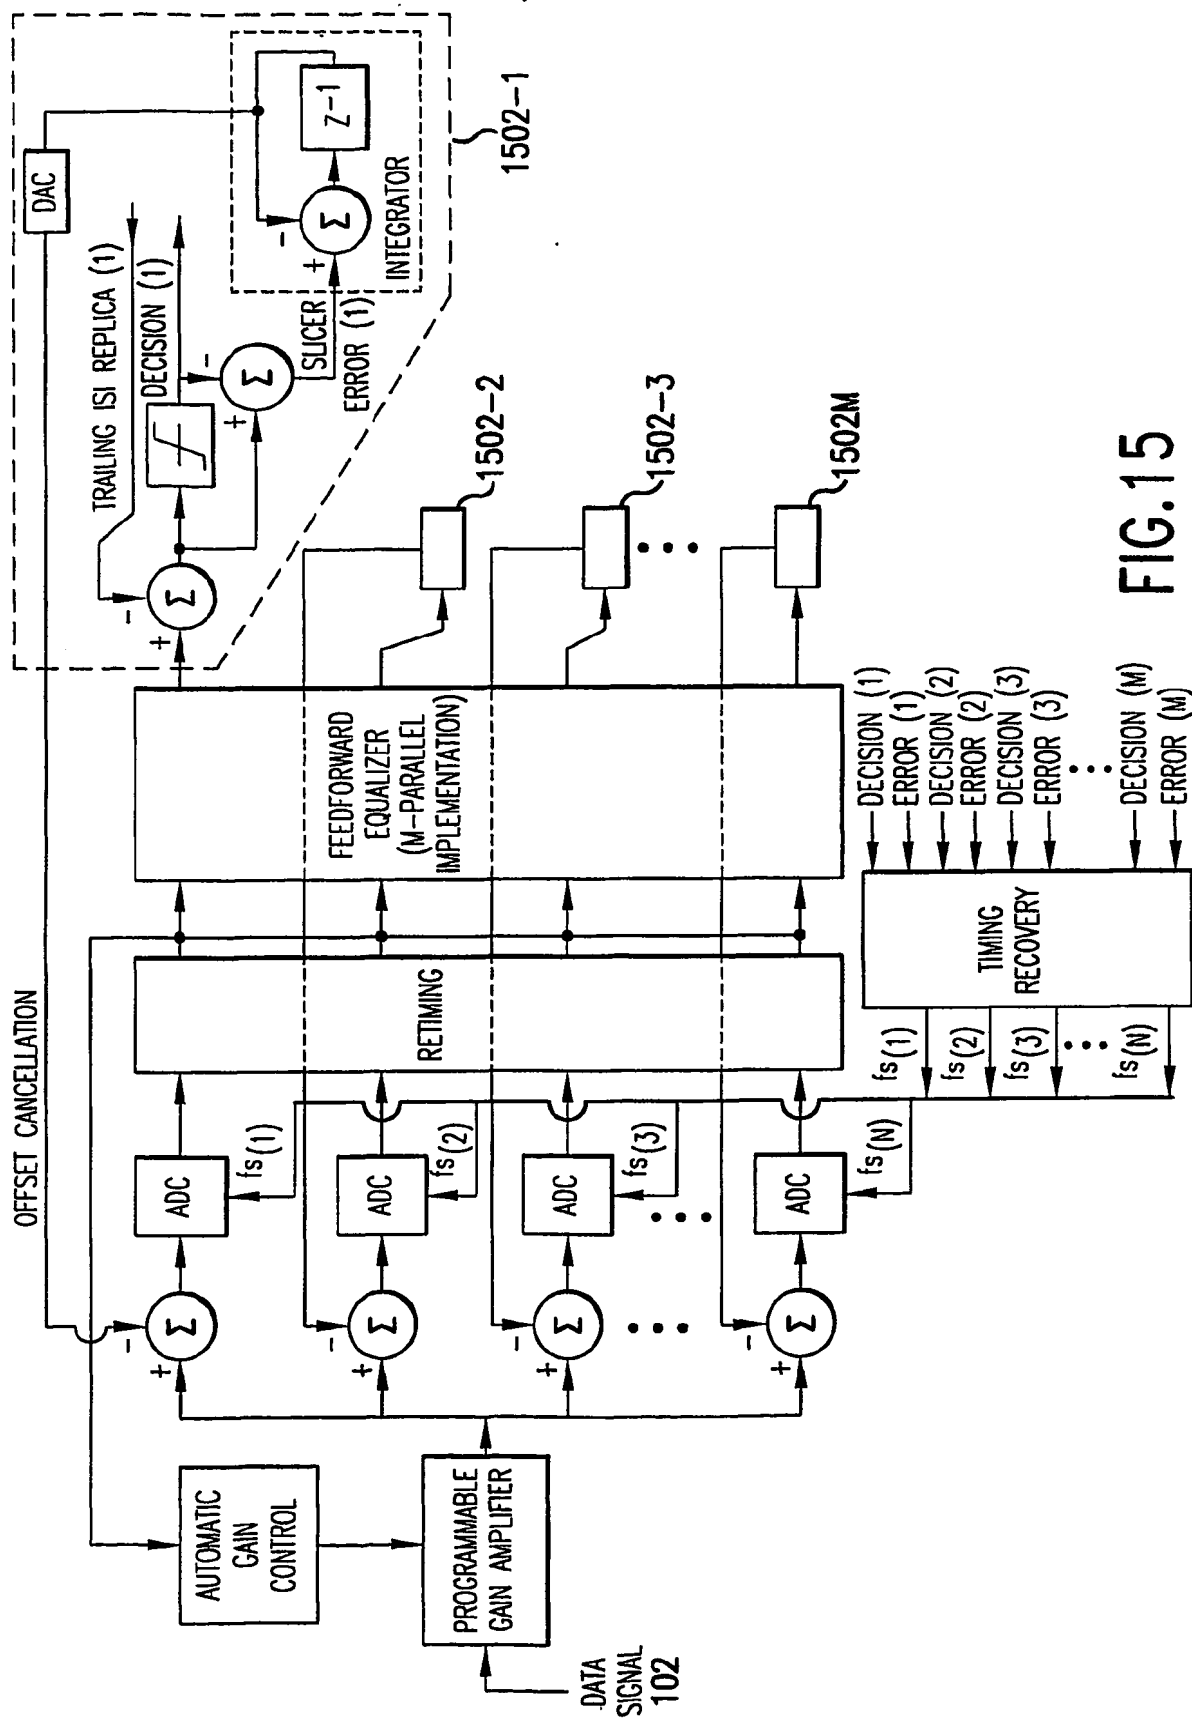 OFFSET CANCELLATION
DAC
TRAILING ISI REPLICA (1)
DECISION (1)
-
+
Σ
-
+
Σ
SLICER
ERROR (1)
-
+
Σ
Z-1
INTEGRATOR
1502-1
AUTOMATIC
GAIN
CONTROL
PROGRAMMABLE
GAIN AMPLIFIER
DATA
SIGNAL
102
-
+
Σ
ADC
fs(1)
-
+
Σ
ADC
fs(2)
-
+
Σ
ADC
fs(3)
-
+
Σ
ADC
fs(N)
RETIMING
FEEDFORWARD
EQUALIZER
(M-PARALLEL
IMPLEMENTATION)
1502-2
1502-3
1502M
fs(1)
fs(2)
fs(3)
fs(N)
TIMING
RECOVERY
DECISION (1)
ERROR (1)
DECISION (2)
ERROR (2)
DECISION (3)
ERROR (3)
DECISION (M)
ERROR (M)
FIG.15